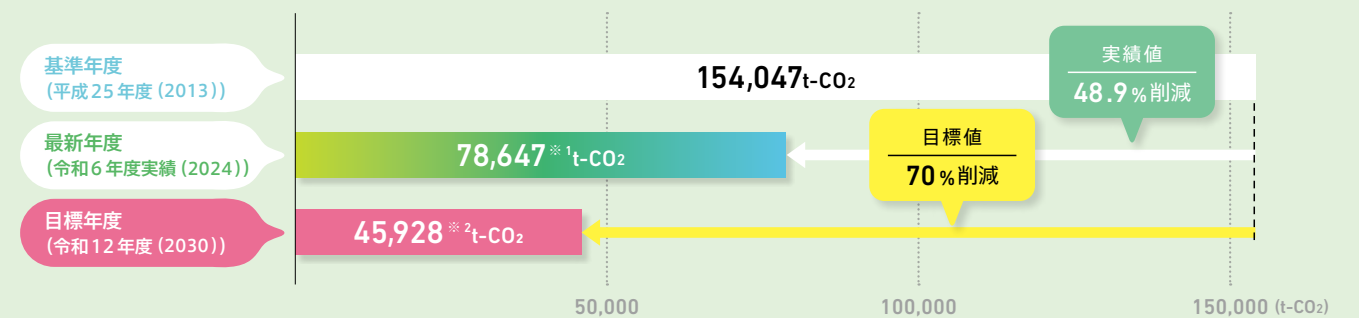 基準年度
(平成25年度(2013))
154,047t-CO2
実績値
48.9%削減
最新年度
(令和6年度実績(2024))
78,647※1t-CO2
目標値
70%削減
目標年度
(令和12年度(2030))
45,928※2t-CO2
50,000
100,000
150,000 (t-CO2)